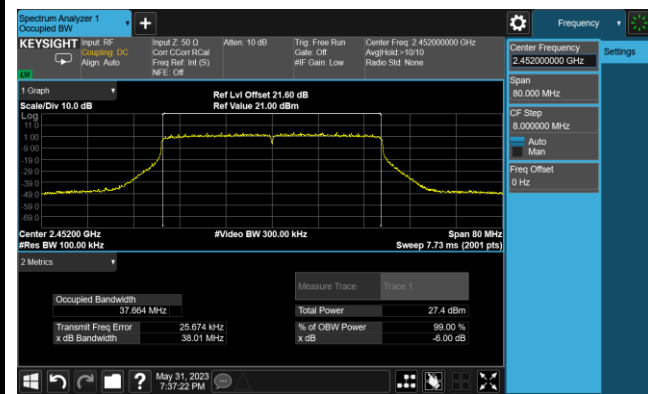 Spectrum Analyzer 1
Occupied BW
+
Frequency
KEYSIGHT
Input: RF
Coupling: DC
Align: Auto
Input Z: 50 Ω
Corr CCorr RCal
Freq Ref: Int (S)
NFE: Off
Atten: 10 dB
Trig: Free Run
Gate: Off
#IF Gain: Low
Center Freq: 2.452000000 GHz
Avg|Hold:>10/10
Radio Std: None
1 Graph
Scale/Div 10.0 dB
Ref Lvl Offset 21.60 dB
Ref Value 21.00 dBm
Log
11.0
1.00
-9.00
-19.0
-29.0
-39.0
-49.0
-59.0
-69.0
Center 2.45200 GHz
#Res BW 100.00 kHz
#Video BW 300.00 kHz
Span 80 MHz
Sweep 7.73 ms (2001 pts)
2 Metrics
Measure Trace
Trace 1
Occupied Bandwidth
37.664 MHz
Total Power
27.4 dBm
Transmit Freq Error
25.674 kHz
% of OBW Power
99.00 %
x dB Bandwidth
38.01 MHz
x dB
-6.00 dB
Center Frequency
2.452000000 GHz
Settings
Span
80.000 MHz
CF Step
8.000000 MHz
Auto
Man
Freq Offset
0 Hz
?
May 31, 2023
7:37:22 PM